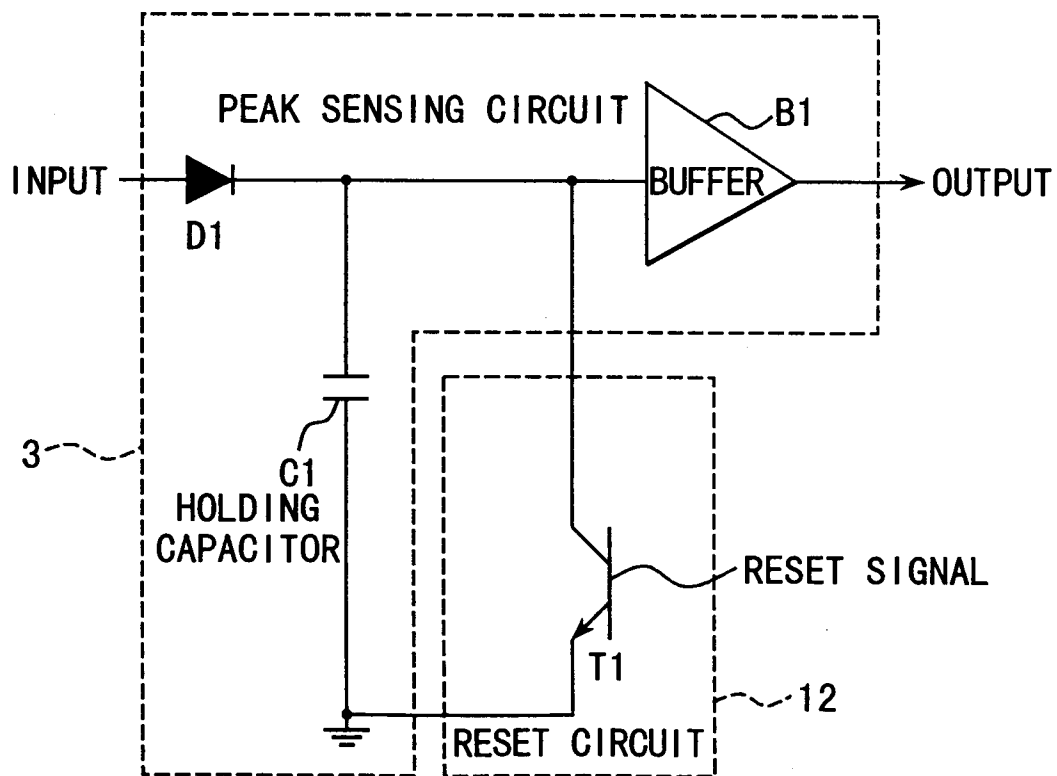 PEAK SENSING CIRCUIT
B1
INPUT
BUFFER
OUTPUT
D1
3
C1
HOLDING
CAPACITOR
RESET SIGNAL
T1
12
RESET CIRCUIT